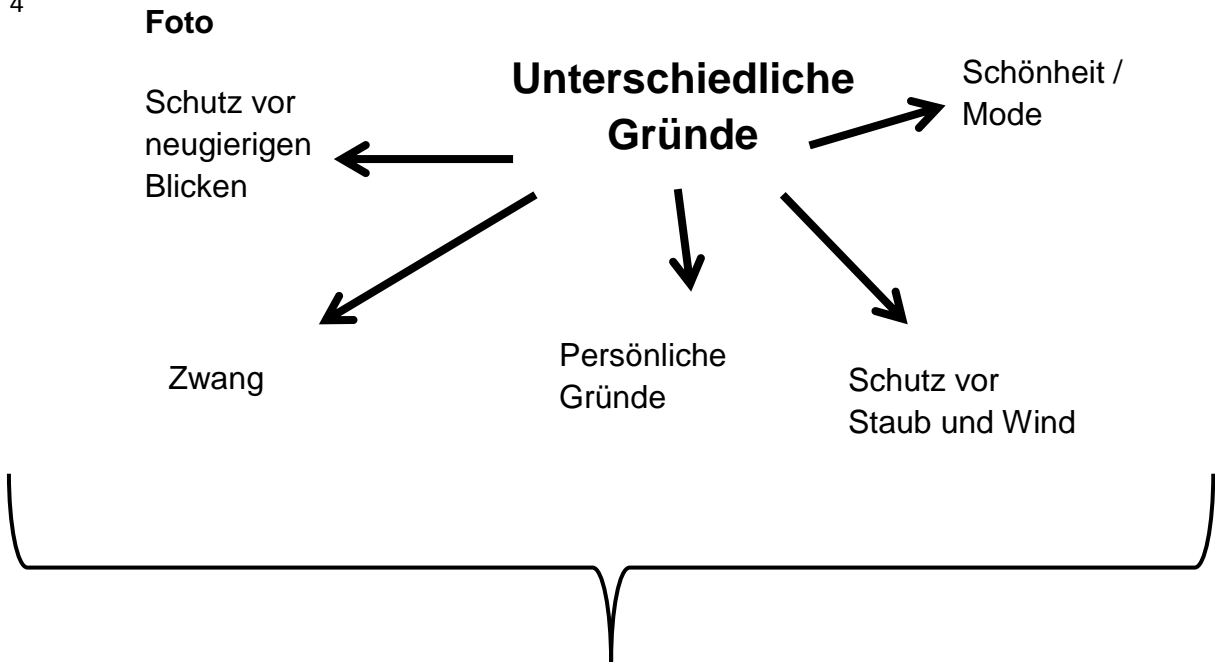 4
Foto
Unterschiedliche
Gründe
Schönheit /
Mode
Schutz vor
neugierigen
Blicken
Zwang
Persönliche
Gründe
Schutz vor
Staub und Wind